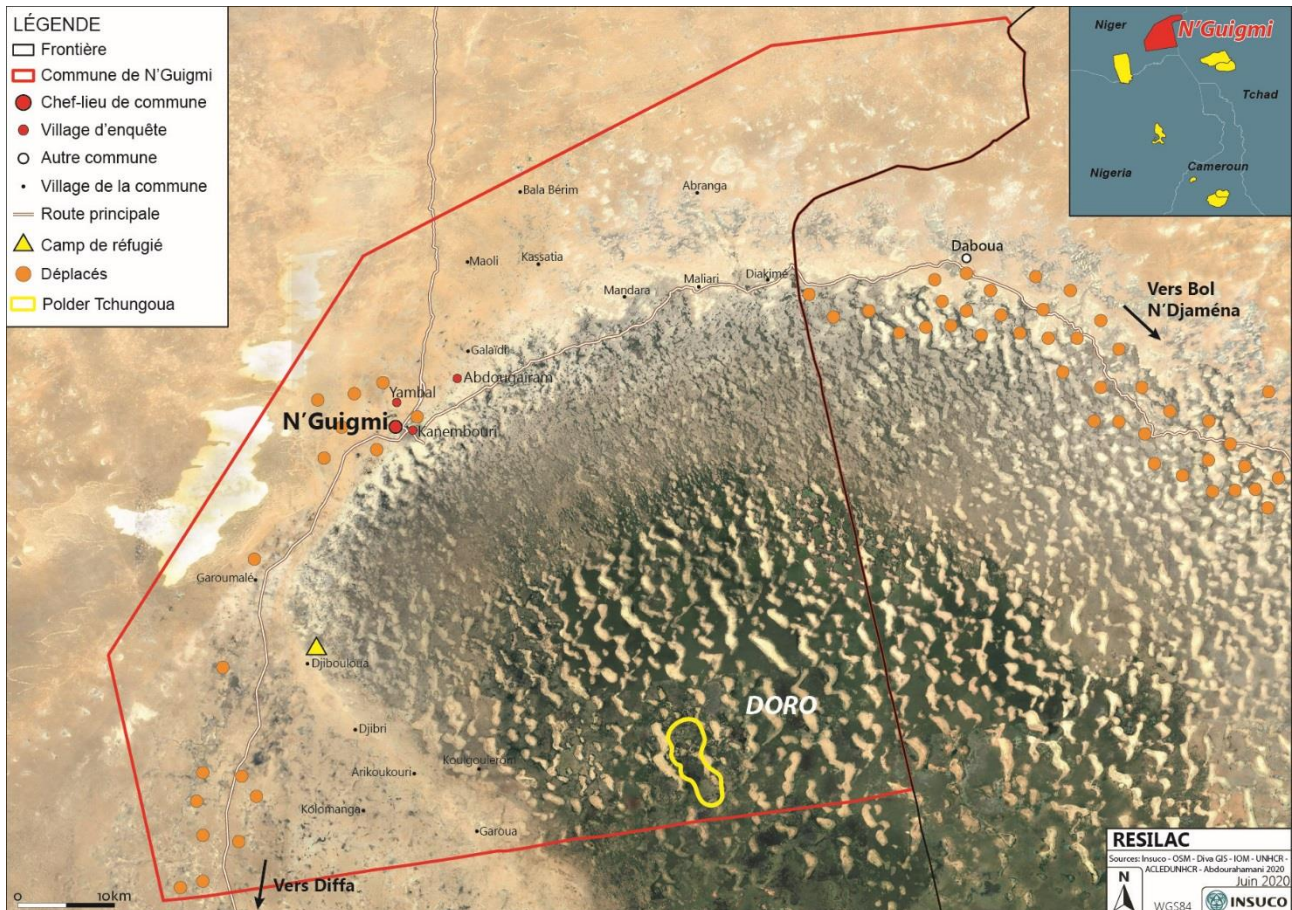 LÉGENDE
Frontière
Commune de N'Guigmi
Chef-lieu de commune
Village d'enquête
Autre commune
Village de la commune
Route principale
Camp de réfugié
Déplacés
Polder Tchungoua
Niger
N'Guigmi
Tchad
Nigeria
Cameroun
Bala Bérim
Abranga
Maoli
Kassatia
Mandara
Maliari
Diakimé
Daboua
Vers Bol
N'Djaména
Galaïdi
Abdougairam
Yambal
N'Guigmi
Kanembouri
Garoumalé
Djibouloua
DORO
Djibri
Arikoukouri
Koulgoulerom
Kolomanga
Garoua
Vers Diffa
0 10km
RESILAC
Sources: Insuco - OSM - Diva GIS - IOM - UNHCR -
ACLEDUNHCR - Abdourahamani 2020
Juin 2020
N
WGS84
INSUCO